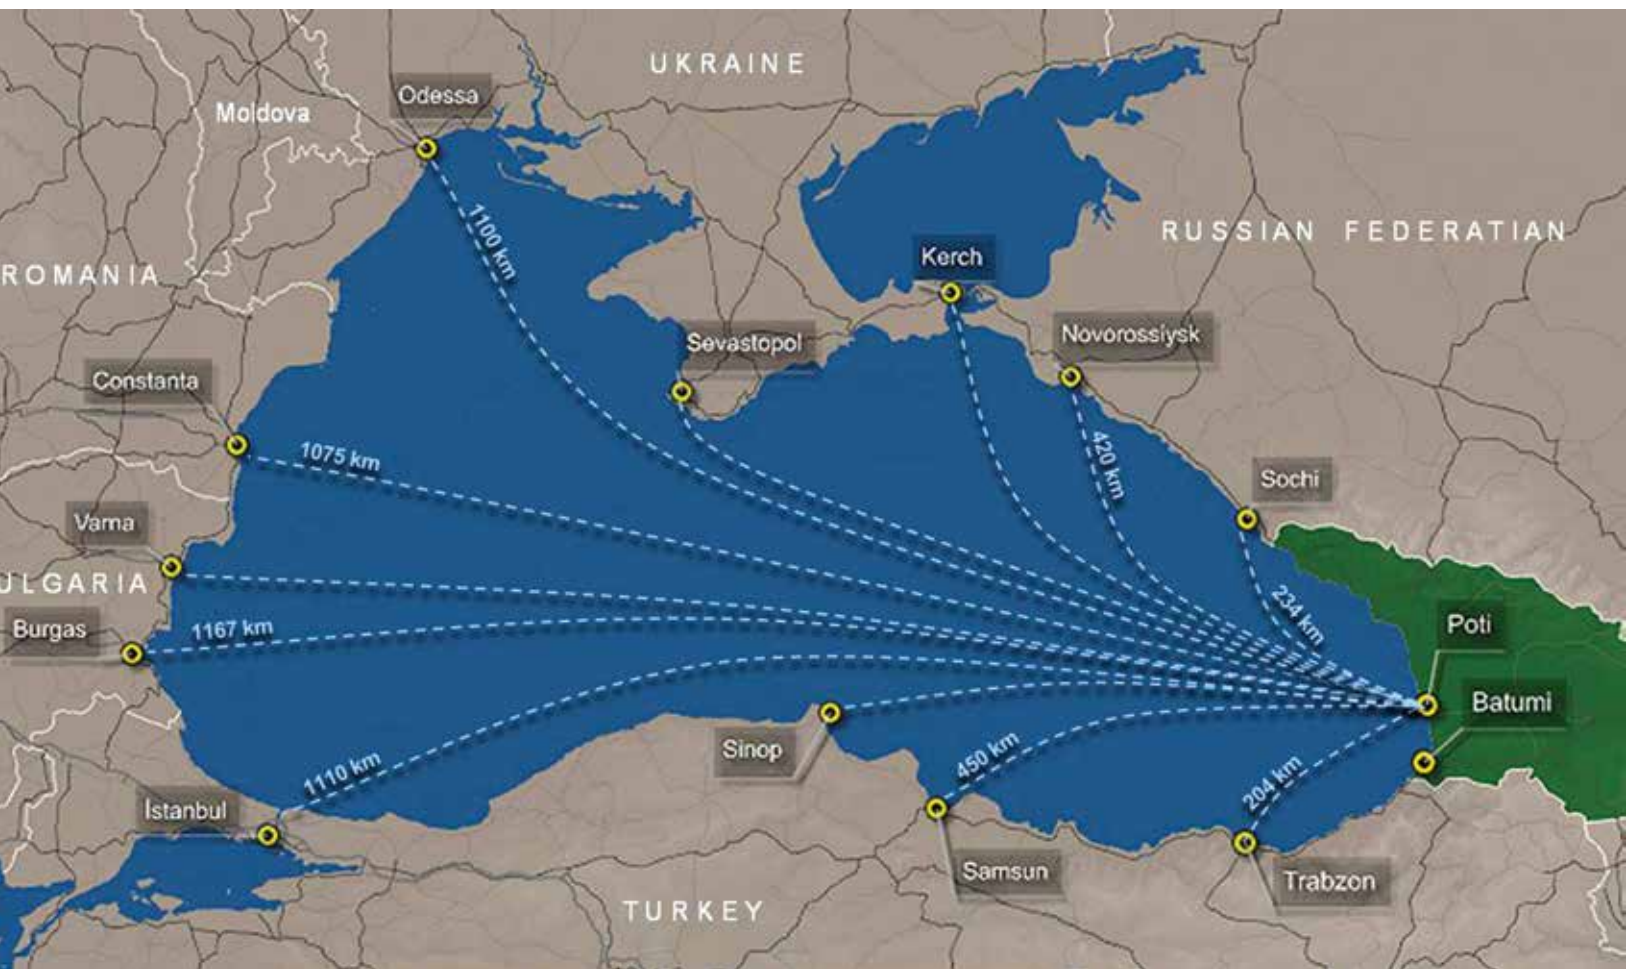 UKRAINE
Odessa
Moldova
1100 km
RUSSIAN FEDERATIAN
Kerch
ROMANIA
Novorossiysk
Sevastopol
Constanta
420 km
1075 km
Sochi
Varna
ULGARIA
234 km
Burgas
1167 km
Poti
Batumi
Sinop
450 km
1110 km
204 km
İstanbul
Samsun
Trabzon
TURKEY